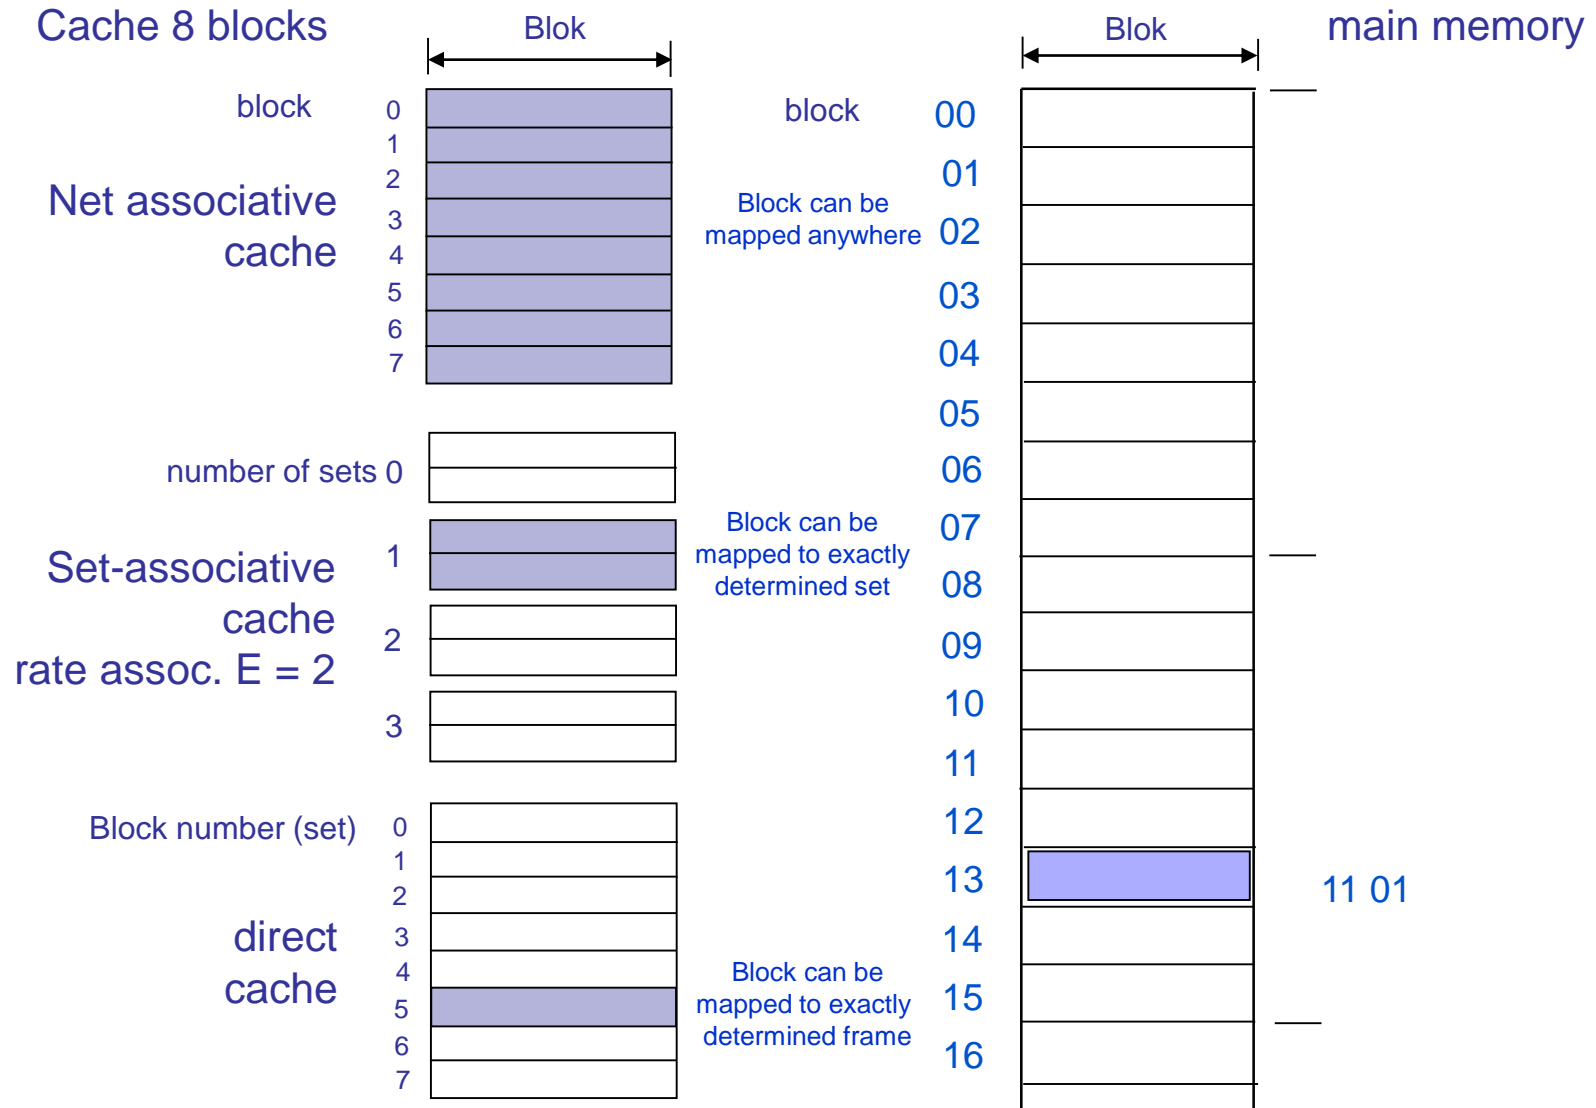 Cache 8 blocks
Blok
Blok
main memory
block
0
1
2
3
4
5
6
7
Net associative
cache
Block can be
mapped anywhere
number of sets 0
1
2
3
Set-associative
cache
rate assoc. E = 2
Block can be
mapped to exactly
determined set
Block number (set)
0
1
2
3
4
5
6
7
direct
cache
Block can be
mapped to exactly
determined frame
block
00
01
02
03
04
05
06
07
08
09
10
11
12
13
14
15
16
11 01